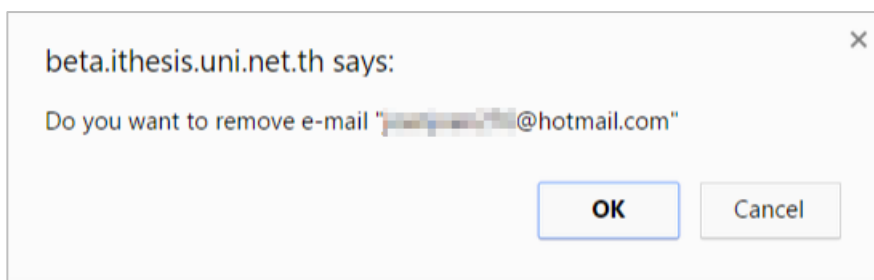 beta.ithesis.uni.net.th says:
Do you want to remove e-mail "@hotmail.com"
OK
Cancel